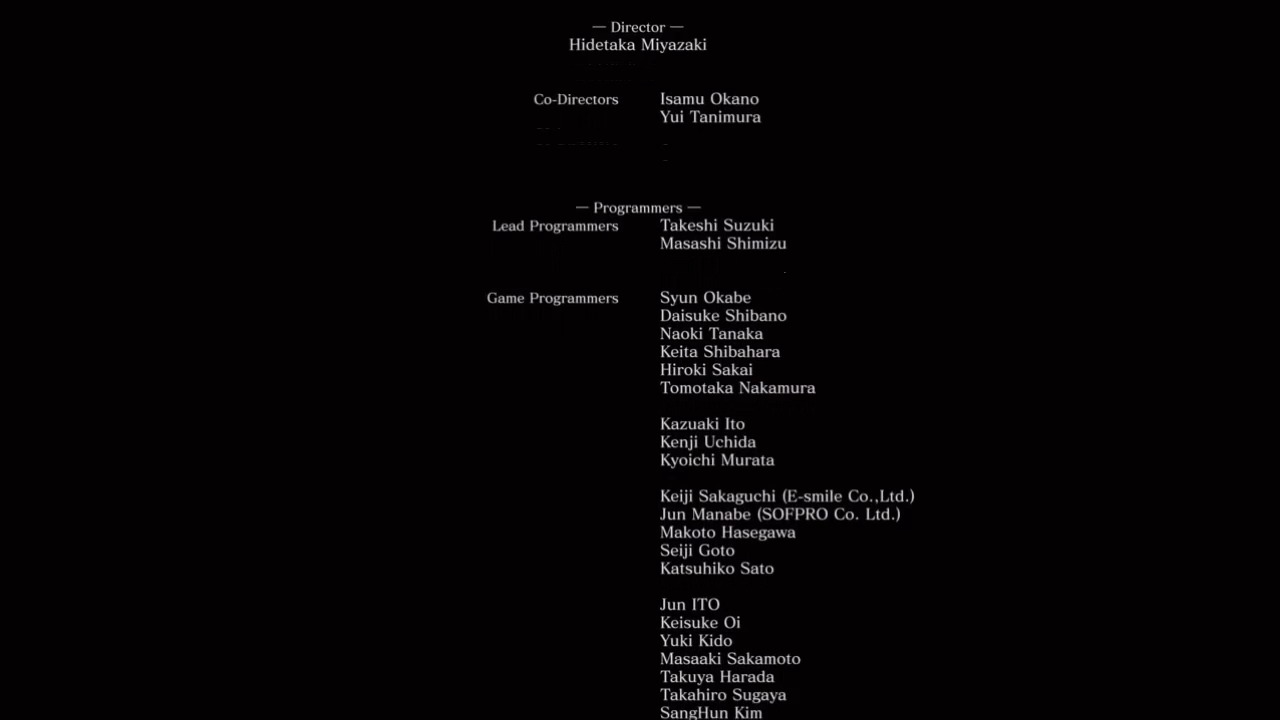 — Director —
Hidetaka Miyazaki
Co-Directors Isamu Okano
Yui Tanimura
— Programmers —
Lead Programmers Takeshi Suzuki
Masashi Shimizu
Game Programmers Syun Okabe
Daisuke Shibano
Naoki Tanaka
Keita Shibahara
Hiroki Sakai
Tomotaka Nakamura
Kazuaki Ito
Kenji Uchida
Kyoichi Murata
Keiji Sakaguchi (E-smile Co.,Ltd.)
Jun Manabe (SOFPRO Co. Ltd.)
Makoto Hasegawa
Seiji Goto
Katsuhiko Sato
Jun ITO
Keisuke Oi
Yuki Kido
Masaaki Sakamoto
Takuya Harada
Takahiro Sugaya
SangHun Kim